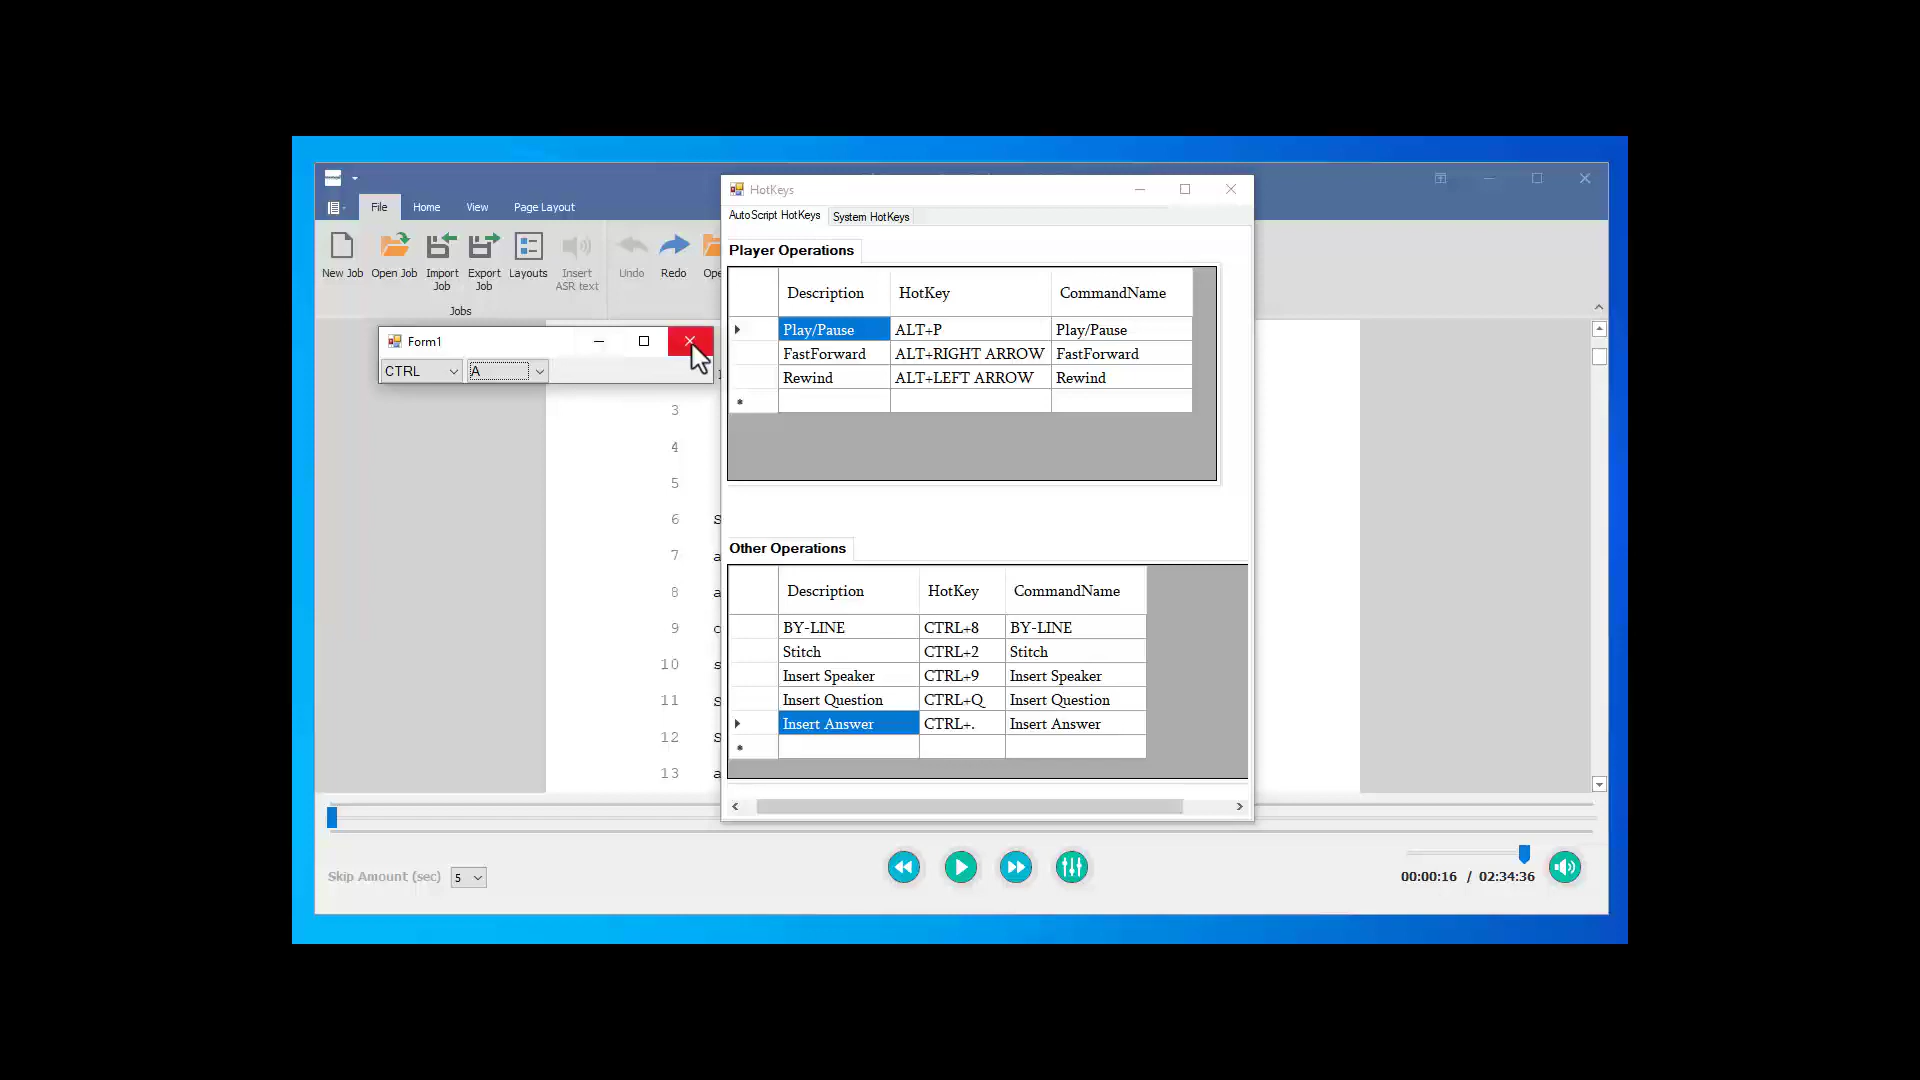 File Home View Page Layout
New Job Open Job Import Job Export Job Layouts Insert ASR text Undo Redo
Jobs
Form1
CTRL A
3
4
5
6
7
8
9
10
11
12
13
HotKeys
AutoScript HotKeys System HotKeys
Player Operations
Description HotKey CommandName
Play/Pause ALT+P Play/Pause
FastForward ALT+RIGHT ARROW FastForward
Rewind ALT+LEFT ARROW Rewind
Other Operations
Description HotKey CommandName
BY-LINE CTRL+8 BY-LINE
Stitch CTRL+2 Stitch
Insert Speaker CTRL+9 Insert Speaker
Insert Question CTRL+Q Insert Question
Insert Answer CTRL+. Insert Answer
Skip Amount (sec) 5
00:00:16 / 02:34:36